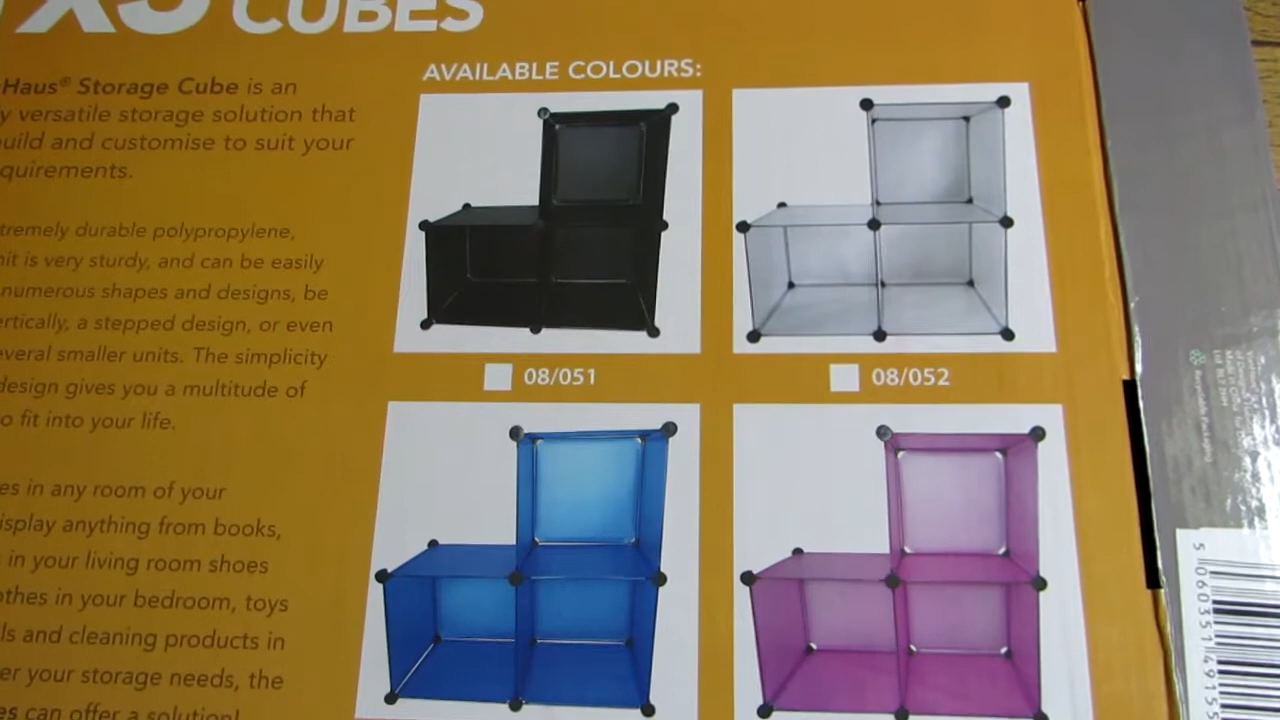 X3 CUBES
Haus® Storage Cube is an
y versatile storage solution that
uild and customise to suit your
quirements.
tremely durable polypropylene,
nit is very sturdy, and can be easily
numerous shapes and designs, be
ertically, a stepped design, or even
everal smaller units. The simplicity
design gives you a multitude of
o fit into your life.
es in any room of your
isplay anything from books,
s in your living room shoes
othes in your bedroom, toys
ls and cleaning products in
er your storage needs, the
es can offer a solution!
AVAILABLE COLOURS:
08/051
08/052
5 060351 4915